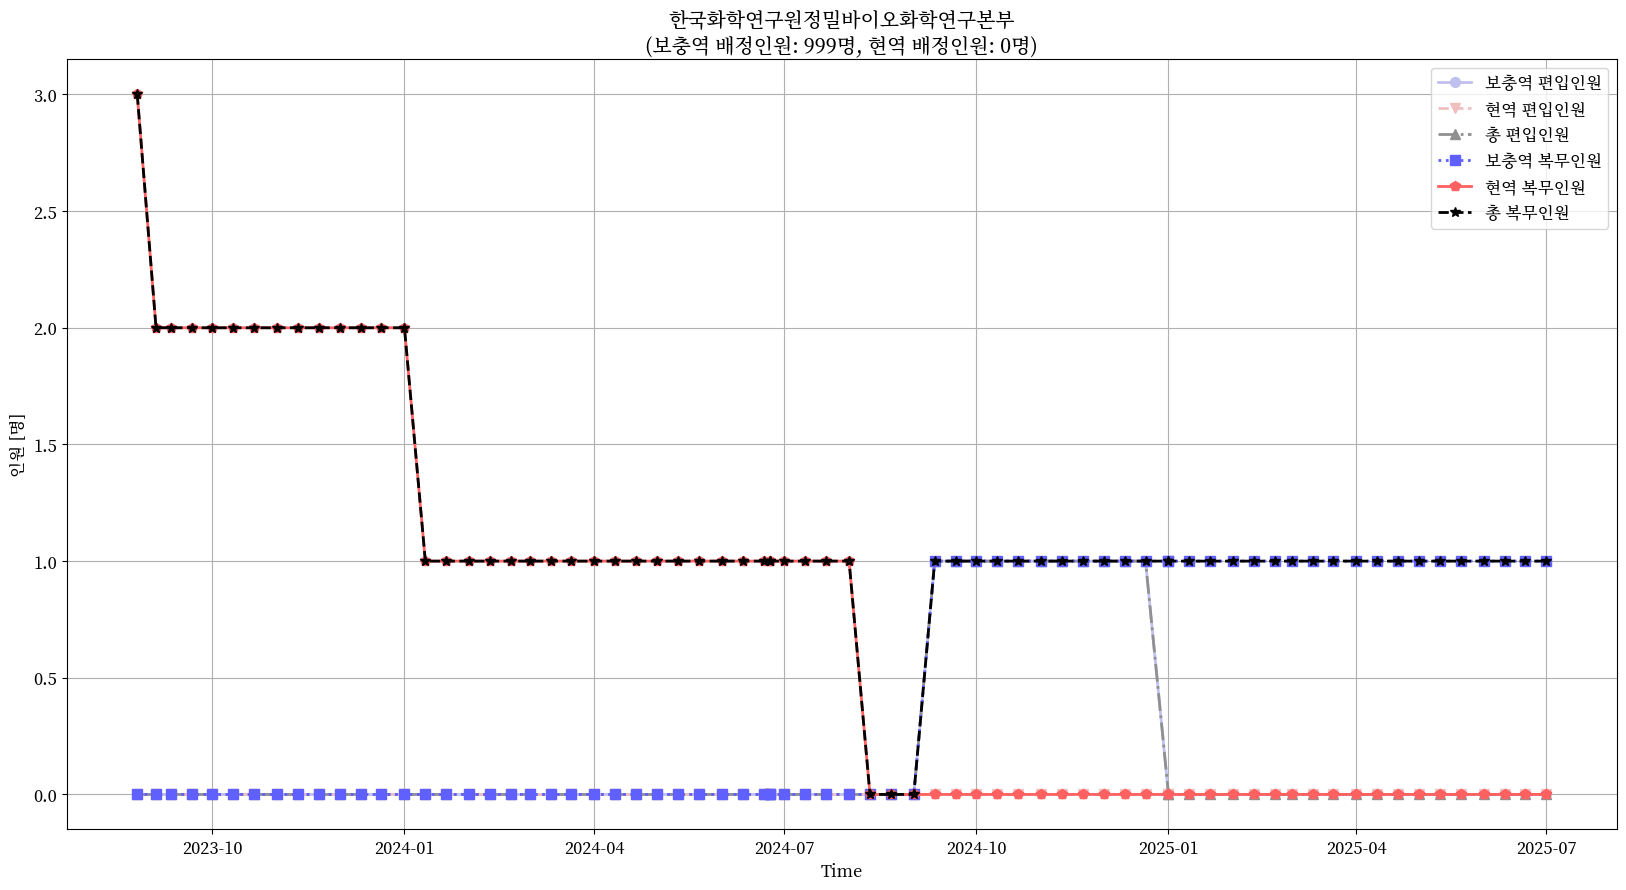 한국화학연구원정밀바이오화학연구본부
(보충역 배정인원: 999명, 현역 배정인원: 0명)
보충역 편입인원
현역 편입인원
총 편입인원
보충역 복무인원
현역 복무인원
총 복무인원
3.0
2.5
2.0
1.5
1.0
0.5
0.0
인원 [명]
2023-10
2024-01
2024-04
2024-07
2024-10
2025-01
2025-04
2025-07
Time